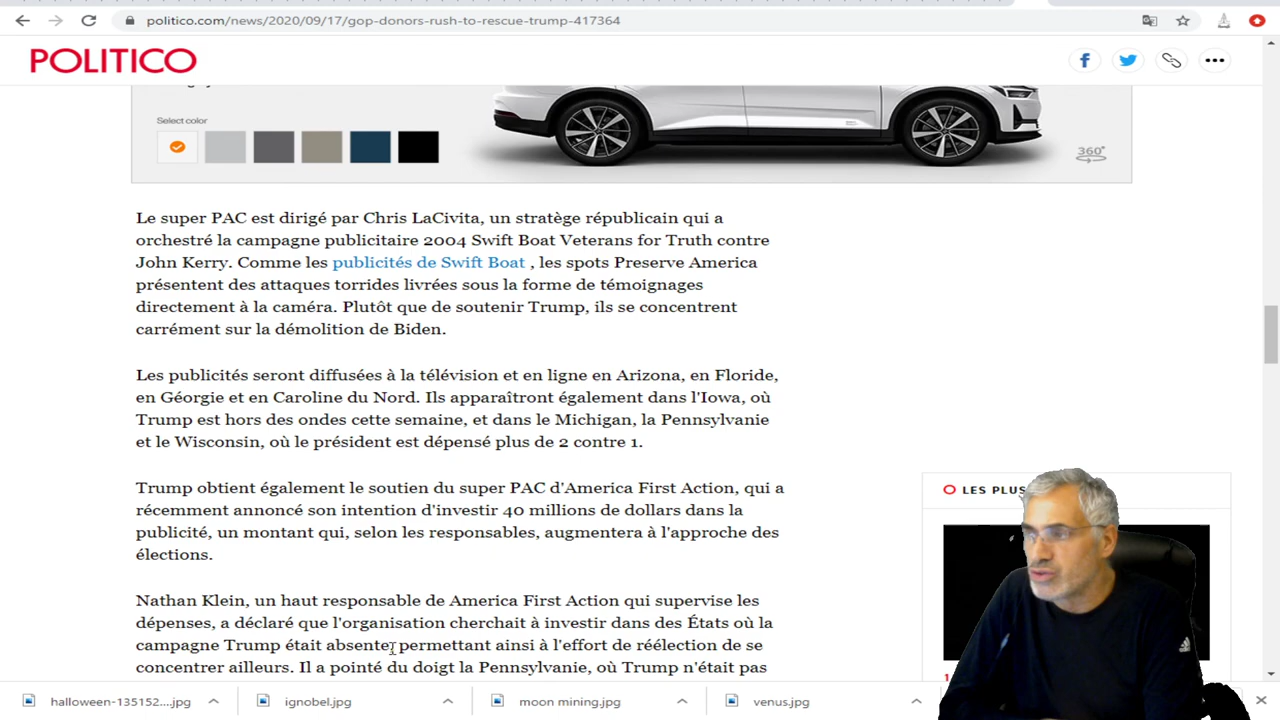 politico.com/news/2020/09/17/gop-donors-rush-to-rescue-trump-417364
POLITICO
Select color
360°
Le super PAC est dirigé par Chris LaCivita, un stratège républicain qui a
orchestré la campagne publicitaire 2004 Swift Boat Veterans for Truth contre
John Kerry. Comme les publicités de Swift Boat , les spots Preserve America
présentent des attaques torrides livrées sous la forme de témoignages
directement à la caméra. Plutôt que de soutenir Trump, ils se concentrent
carrément sur la démolition de Biden.
Les publicités seront diffusées à la télévision et en ligne en Arizona, en Floride,
en Géorgie et en Caroline du Nord. Ils apparaîtront également dans l'Iowa, où
Trump est hors des ondes cette semaine, et dans le Michigan, la Pennsylvanie
et le Wisconsin, où le président est dépensé plus de 2 contre 1.
Trump obtient également le soutien du super PAC d'America First Action, qui a
récemment annoncé son intention d'investir 40 millions de dollars dans la
publicité, un montant qui, selon les responsables, augmentera à l'approche des
élections.
Nathan Klein, un haut responsable de America First Action qui supervise les
dépenses, a déclaré que l'organisation cherchait à investir dans des États où la
campagne Trump était absente, permettant ainsi à l'effort de réélection de se
concentrer ailleurs. Il a pointé du doigt la Pennsylvanie, où Trump n'était pas
LES PLUS
halloween-135152....jpg
ignobel.jpg
moon mining.jpg
venus.jpg